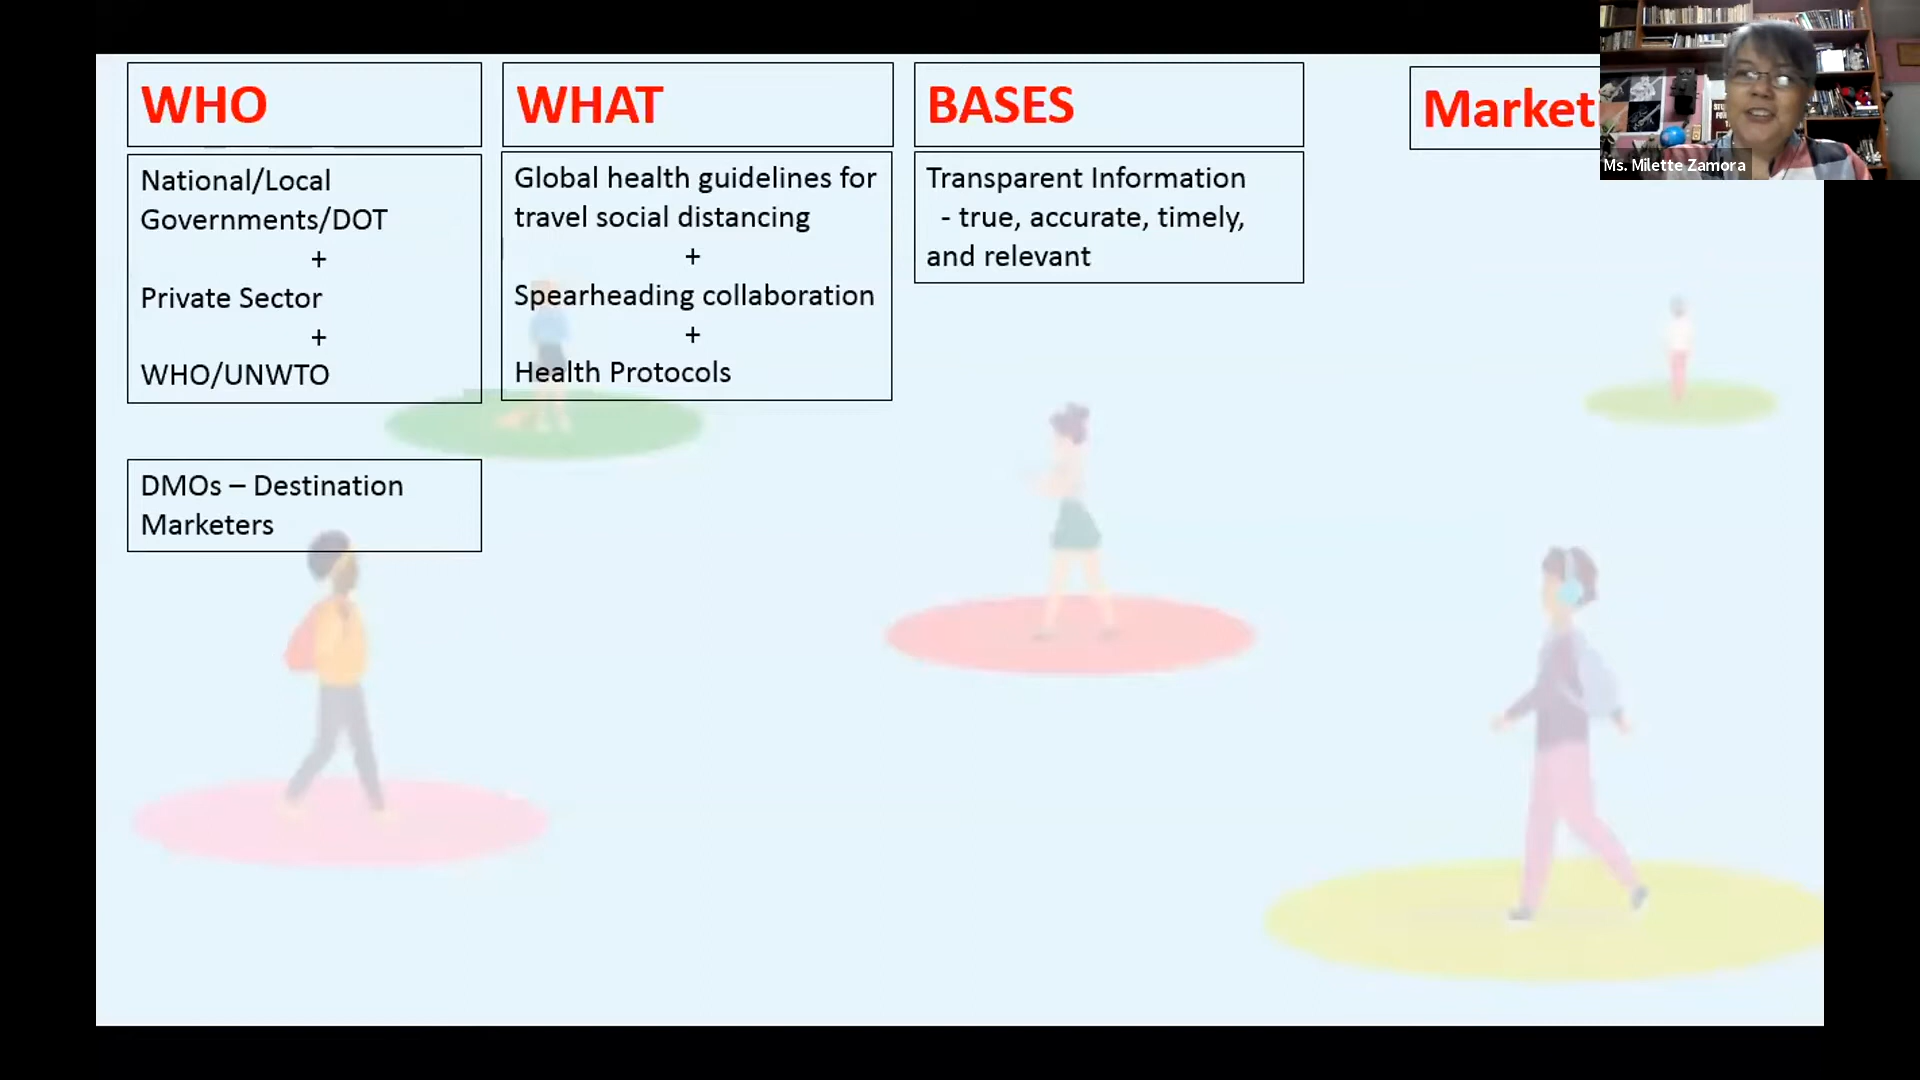 WHO
National/Local
Governments/DOT
+
Private Sector
+
WHO/UNWTO
DMOs – Destination
Marketers
WHAT
Global health guidelines for
travel social distancing
+
Spearheading collaboration
+
Health Protocols
BASES
Transparent Information
- true, accurate, timely,
and relevant
Market
Ms. Milette Zamora